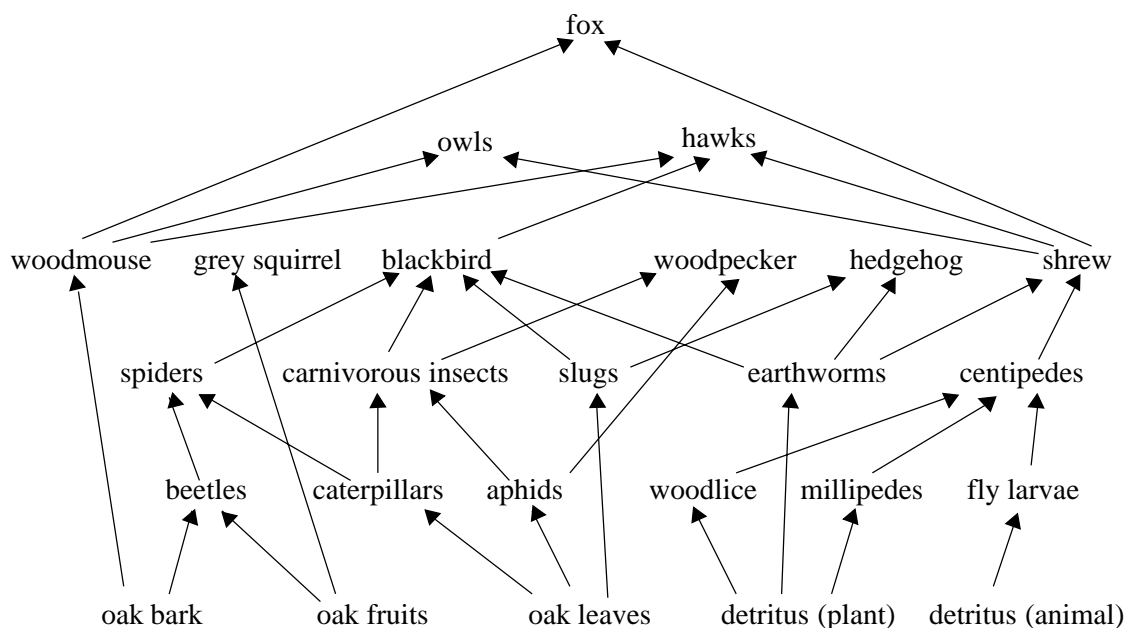 fox
owls hawks
woodmouse grey squirrel blackbird woodpecker hedgehog shrew
spiders carnivorous insects slugs earthworms centipedes
beetles caterpillars aphids woodlice millipedes fly larvae
oak bark oak fruits oak leaves detritus (plant) detritus (animal)